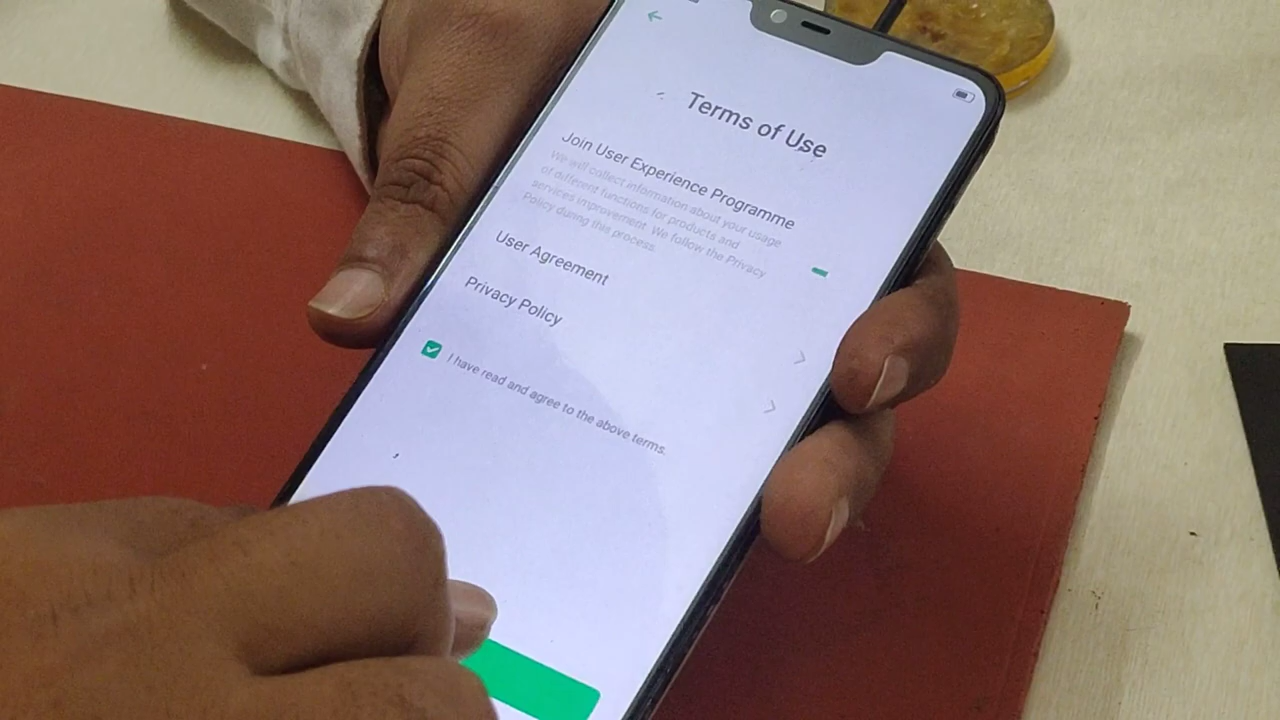 Terms of Use
Join User Experience Programme
We will collect information about your usage
of different functions for products and
services improvement. We follow the Privacy
Policy during this process.
User Agreement
Privacy Policy
I have read and agree to the above terms.